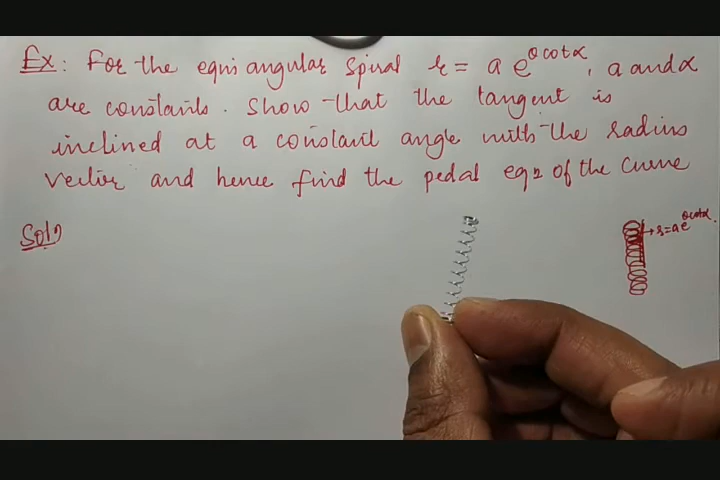 Ex: For the equiangular spiral r = a e^θcotα, a and α
are constants. Show that the tangent is
inclined at a constant angle with the radius
vector and hence find the pedal eqn of the curve
Soln
r=ae^θcotα.